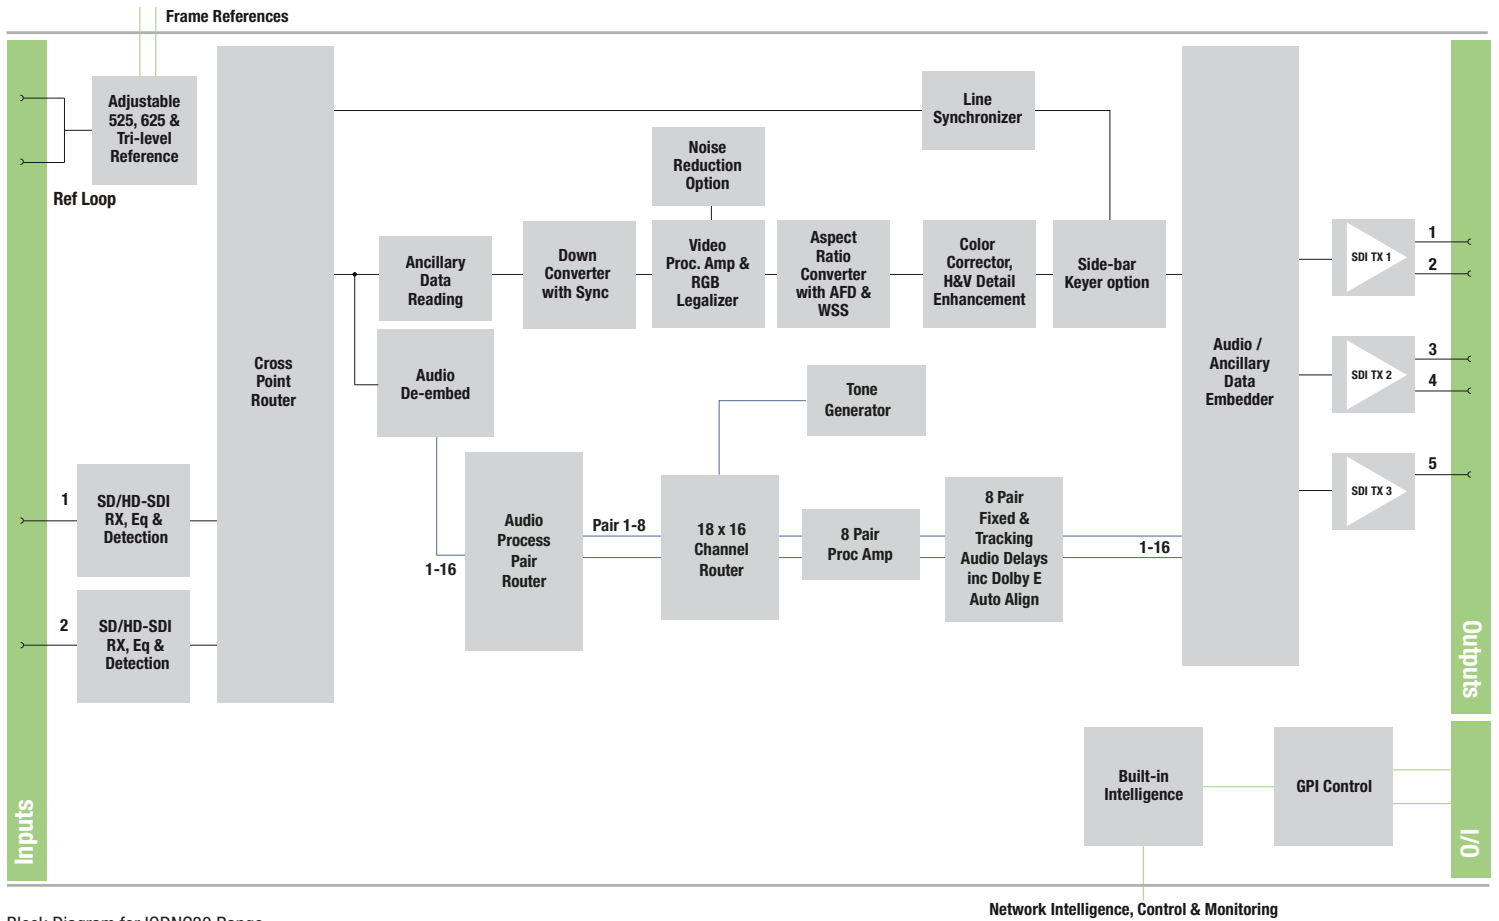 Frame References
Adjustable
525, 625 &
Tri-level
Reference
Ref Loop
Line
Synchronizer
Noise
Reduction
Option
Ancillary
Data
Reading
Down
Converter
with Sync
Video
Proc. Amp &
RGB
Legalizer
Aspect
Ratio
Converter
with AFD &
WSS
Color
Corrector,
H&V Detail
Enhancement
Side-bar
Keyer option
SDI TX 1
1
2
Cross
Point
Router
Audio
De-embed
Tone
Generator
Audio /
Ancillary
Data
Embedder
SDI TX 2
3
4
1
SD/HD-SDI
RX, Eq &
Detection
1-16
Audio
Process
Pair
Router
Pair 1-8
18 x 16
Channel
Router
8 Pair
Proc Amp
8 Pair
Fixed &
Tracking
Audio Delays
inc Dolby E
Auto Align
1-16
SDI TX 3
5
2
SD/HD-SDI
RX, Eq &
Detection
Outputs
Inputs
Built-in
Intelligence
GPI Control
I/O
Network Intelligence, Control & Monitoring